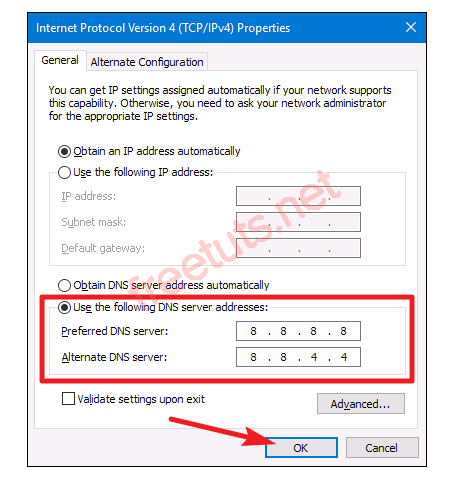 Internet Protocol Version 4 (TCP/IPv4) Properties
General
Alternate Configuration
You can get IP settings assigned automatically if your network supports
this capability. Otherwise, you need to ask your network administrator
for the appropriate IP settings.
Obtain an IP address automatically
Use the following IP address:
IP address:
Subnet mask:
Default gateway:
freetuts.net
Obtain DNS server address automatically
Use the following DNS server addresses:
Preferred DNS server: 8 . 8 . 8 . 8
Alternate DNS server: 8 . 8 . 4 . 4
Validate settings upon exit
Advanced...
OK
Cancel